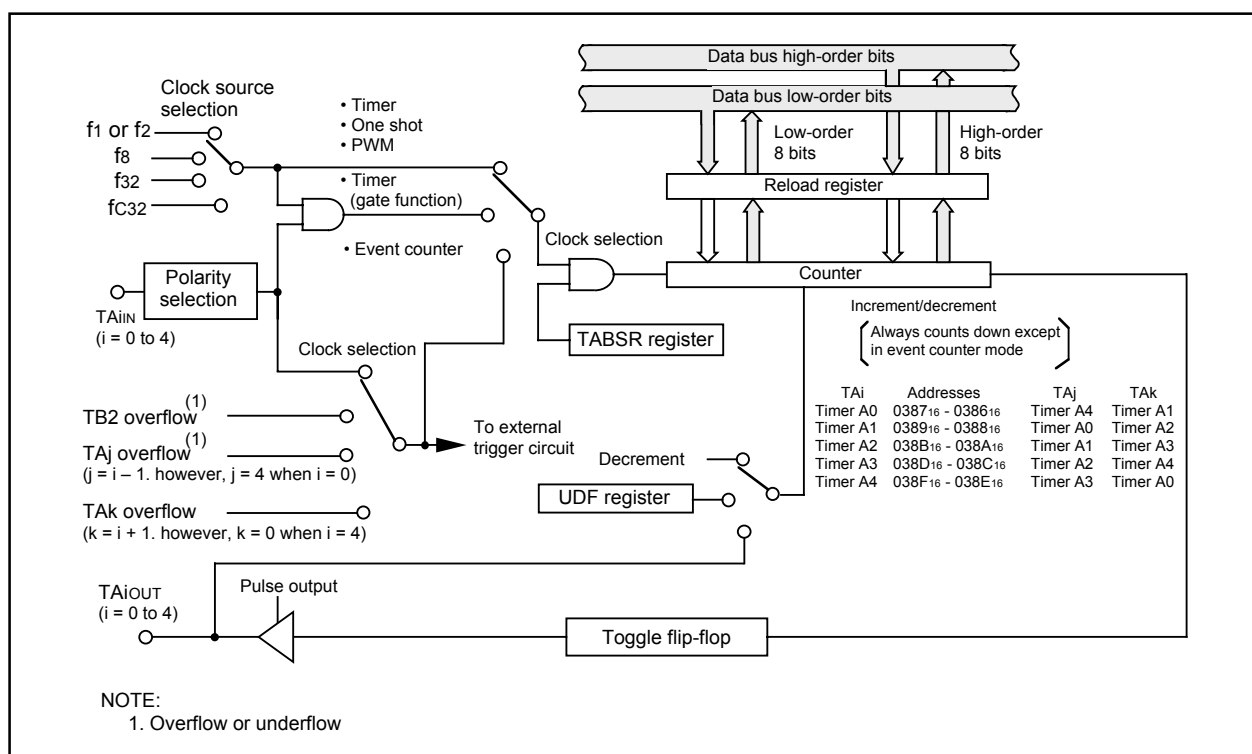 Data bus high-order bits
Data bus low-order bits
Clock source
selection
f1 or f2
f8
f32
fC32
• Timer
• One shot
• PWM
• Timer
(gate function)
• Event counter
Low-order
8 bits
High-order
8 bits
Reload register
Clock selection
Counter
Polarity
selection
TAiIN
(i = 0 to 4)
TABSR register
Increment/decrement
Always counts down except
in event counter mode
Clock selection
TB2 overflow(1)
TAj overflow(1)
(j = i – 1. however, j = 4 when i = 0)
TAk overflow
(k = i + 1. however, k = 0 when i = 4)
To external
trigger circuit
Decrement
UDF register
TAi Addresses TAj TAk
Timer A0 038716 - 038616 Timer A4 Timer A1
Timer A1 038916 - 038816 Timer A0 Timer A2
Timer A2 038B16 - 038A16 Timer A1 Timer A3
Timer A3 038D16 - 038C16 Timer A2 Timer A4
Timer A4 038F16 - 038E16 Timer A3 Timer A0
TAiOUT
(i = 0 to 4)
Pulse output
Toggle flip-flop
NOTE:
1. Overflow or underflow